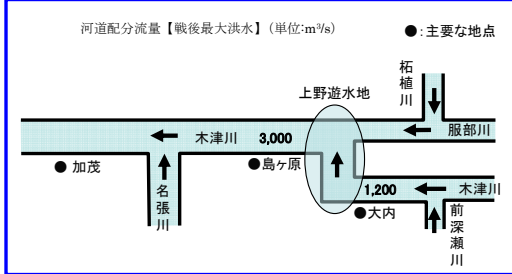 河道配分流量【戦後最大洪水】(単位:m³/s)
●:主要な地点
柘植川
上野遊水地
服部川
木津川
3,000
●島ヶ原
●加茂
名張川
1,200
木津川
●大内
前深瀬川